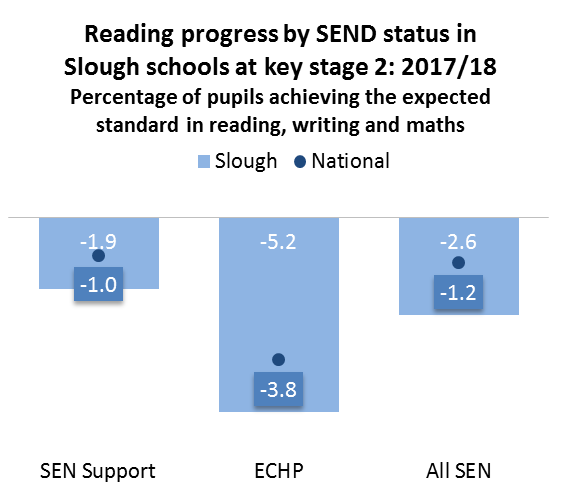 Reading progress by SEND status in
Slough schools at key stage 2: 2017/18
Percentage of pupils achieving the expected
standard in reading, writing and maths
Slough National
-1.9 -5.2 -2.6
-1.0 -3.8 -1.2
SEN Support ECHP All SEN